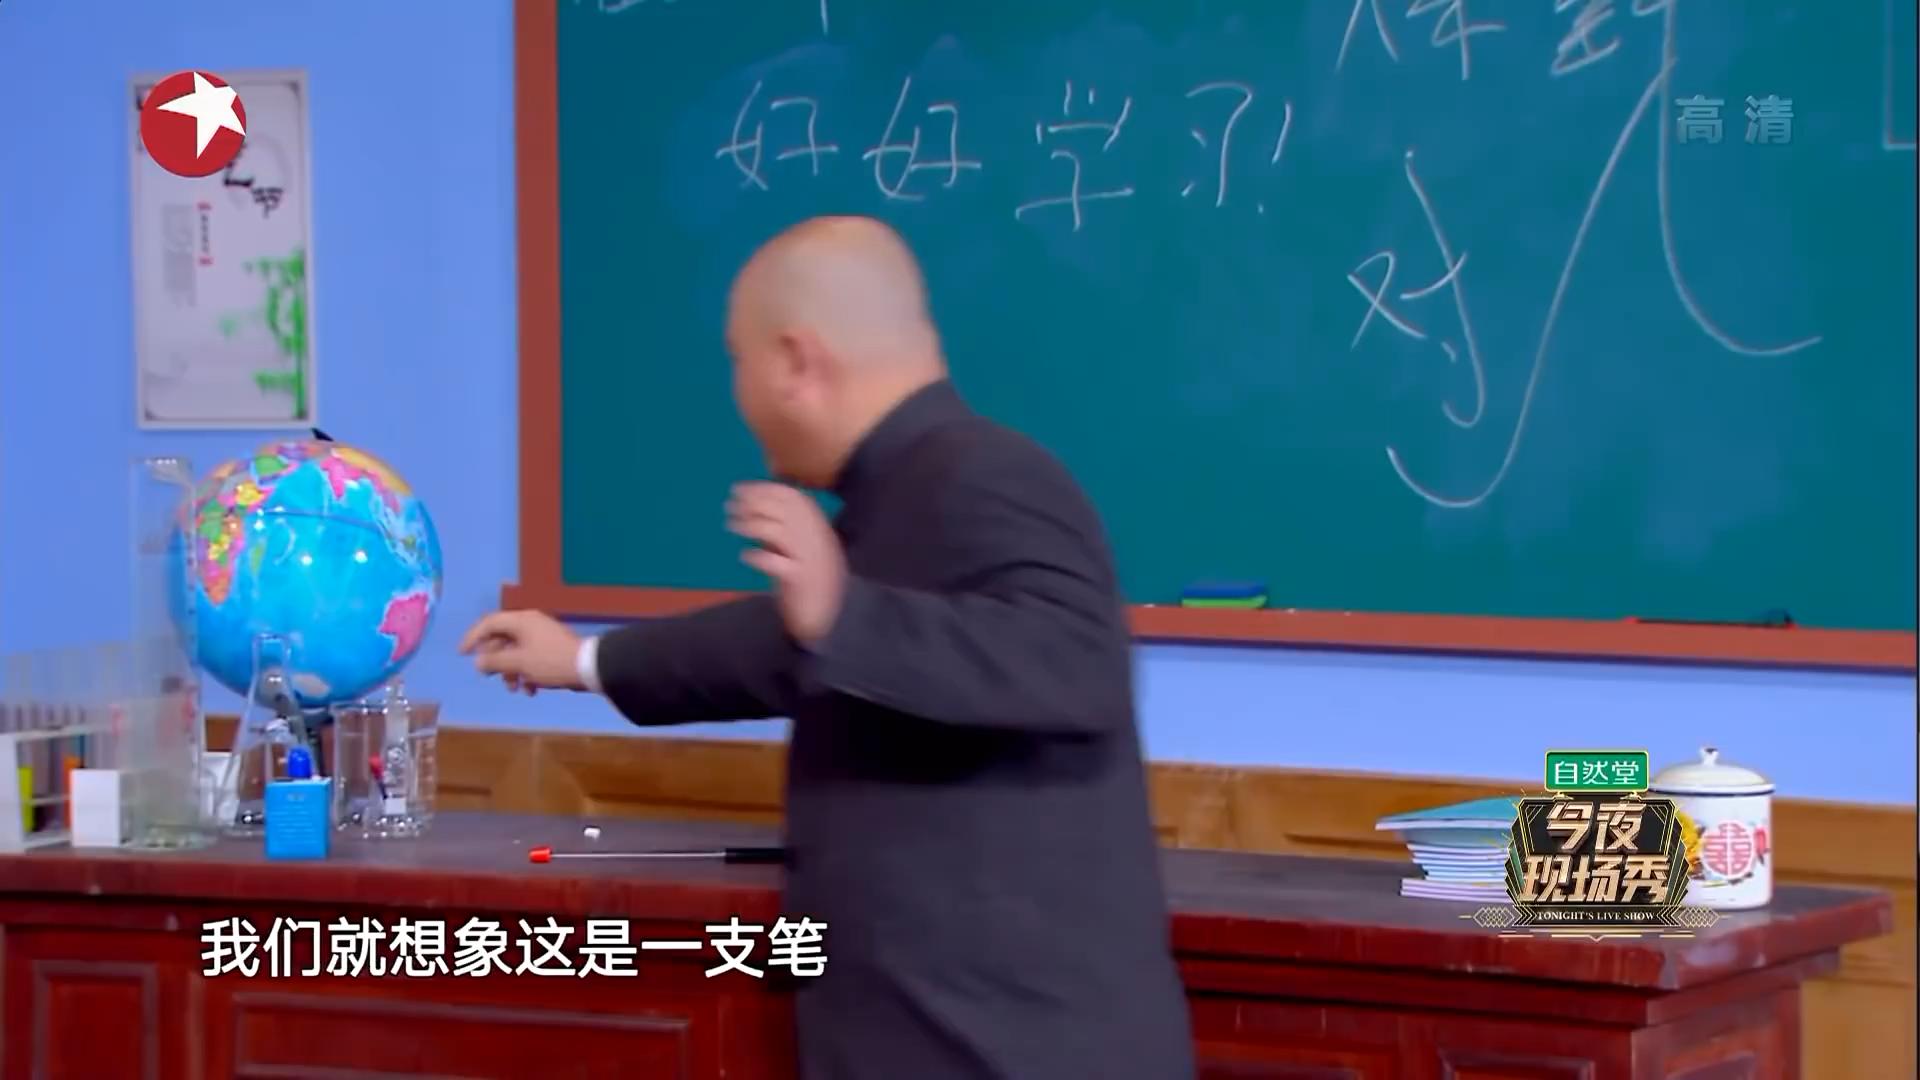 好好学习!
高清
对
自然堂
今夜
现场秀
TONIGHT'S LIVE SHOW
我们就想象这是一支笔